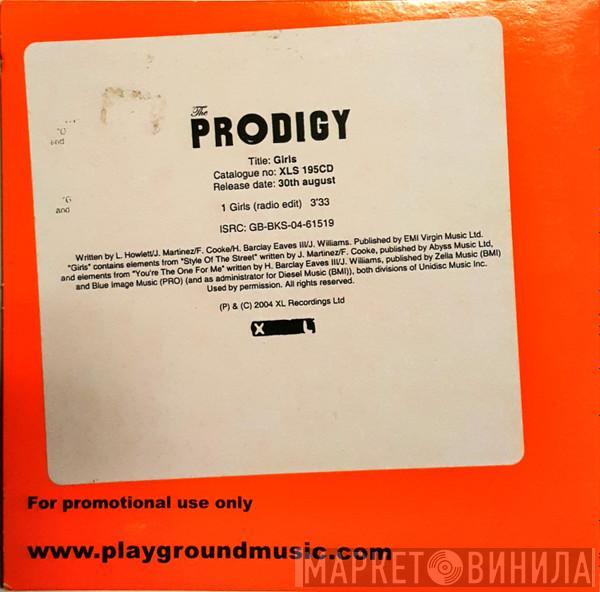 The
PRODIGY
Title: Girls
Catalogue no: XLS 195CD
Release date: 30th august
1 Girls (radio edit) 3'33
ISRC: GB-BKS-04-61519
Written by L. Howlett/J. Martinez/F. Cooke/H. Barclay Eaves III/J. Williams. Published by EMI Virgin Music Ltd.
"Girls" contains elements from "Style Of The Street" written by J. Martinez/F. Cooke, published by Abyss Music Ltd,
and elements from "You're The One For Me" written by H. Barclay Eaves III/J. Williams, published by Zella Music (BMI)
and Blue Image Music (PRO) (and as administrator for Diesel Music (BMI)), both divisions of Unidisc Music Inc.
Used by permission. All rights reserved.
(P) & (C) 2004 XL Recordings Ltd
XL
and
and
For promotional use only
www.playgroundmusic.com
МАРКЕТ ВИНИЛА